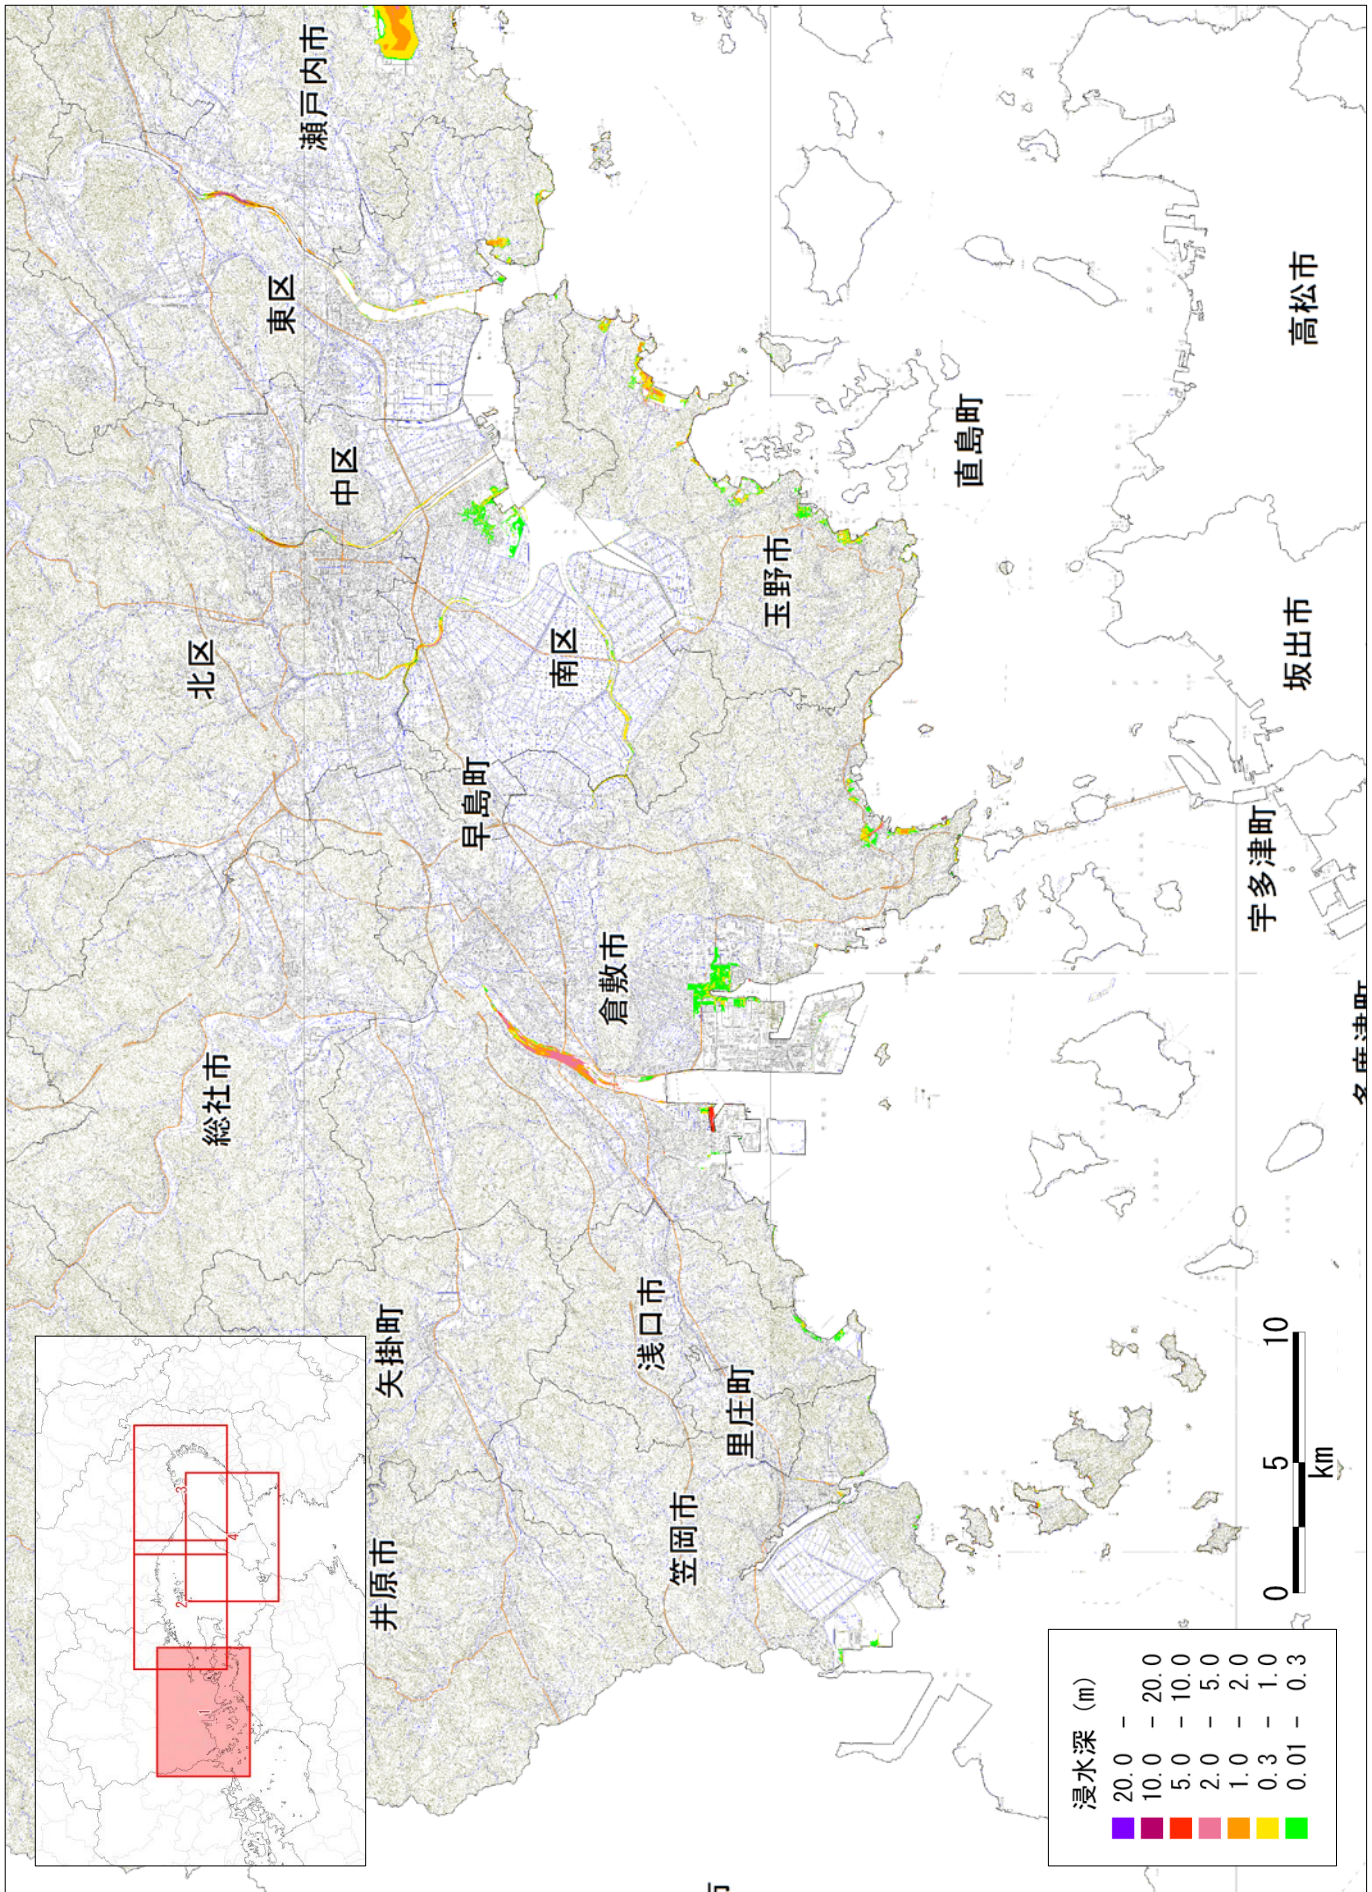 瀬戸内市
東区
中区
北区
南区
玉野市
直島町
高松市
早島町
坂出市
倉敷市
宇多津町
総社市
矢掛町
浅口市
里庄町
井原市
笠岡市
1
2
3
4
0 5 10
km
浸水深 (m)
20.0 -
10.0 - 20.0
5.0 - 10.0
2.0 - 5.0
1.0 - 2.0
0.3 - 1.0
0.01 - 0.3